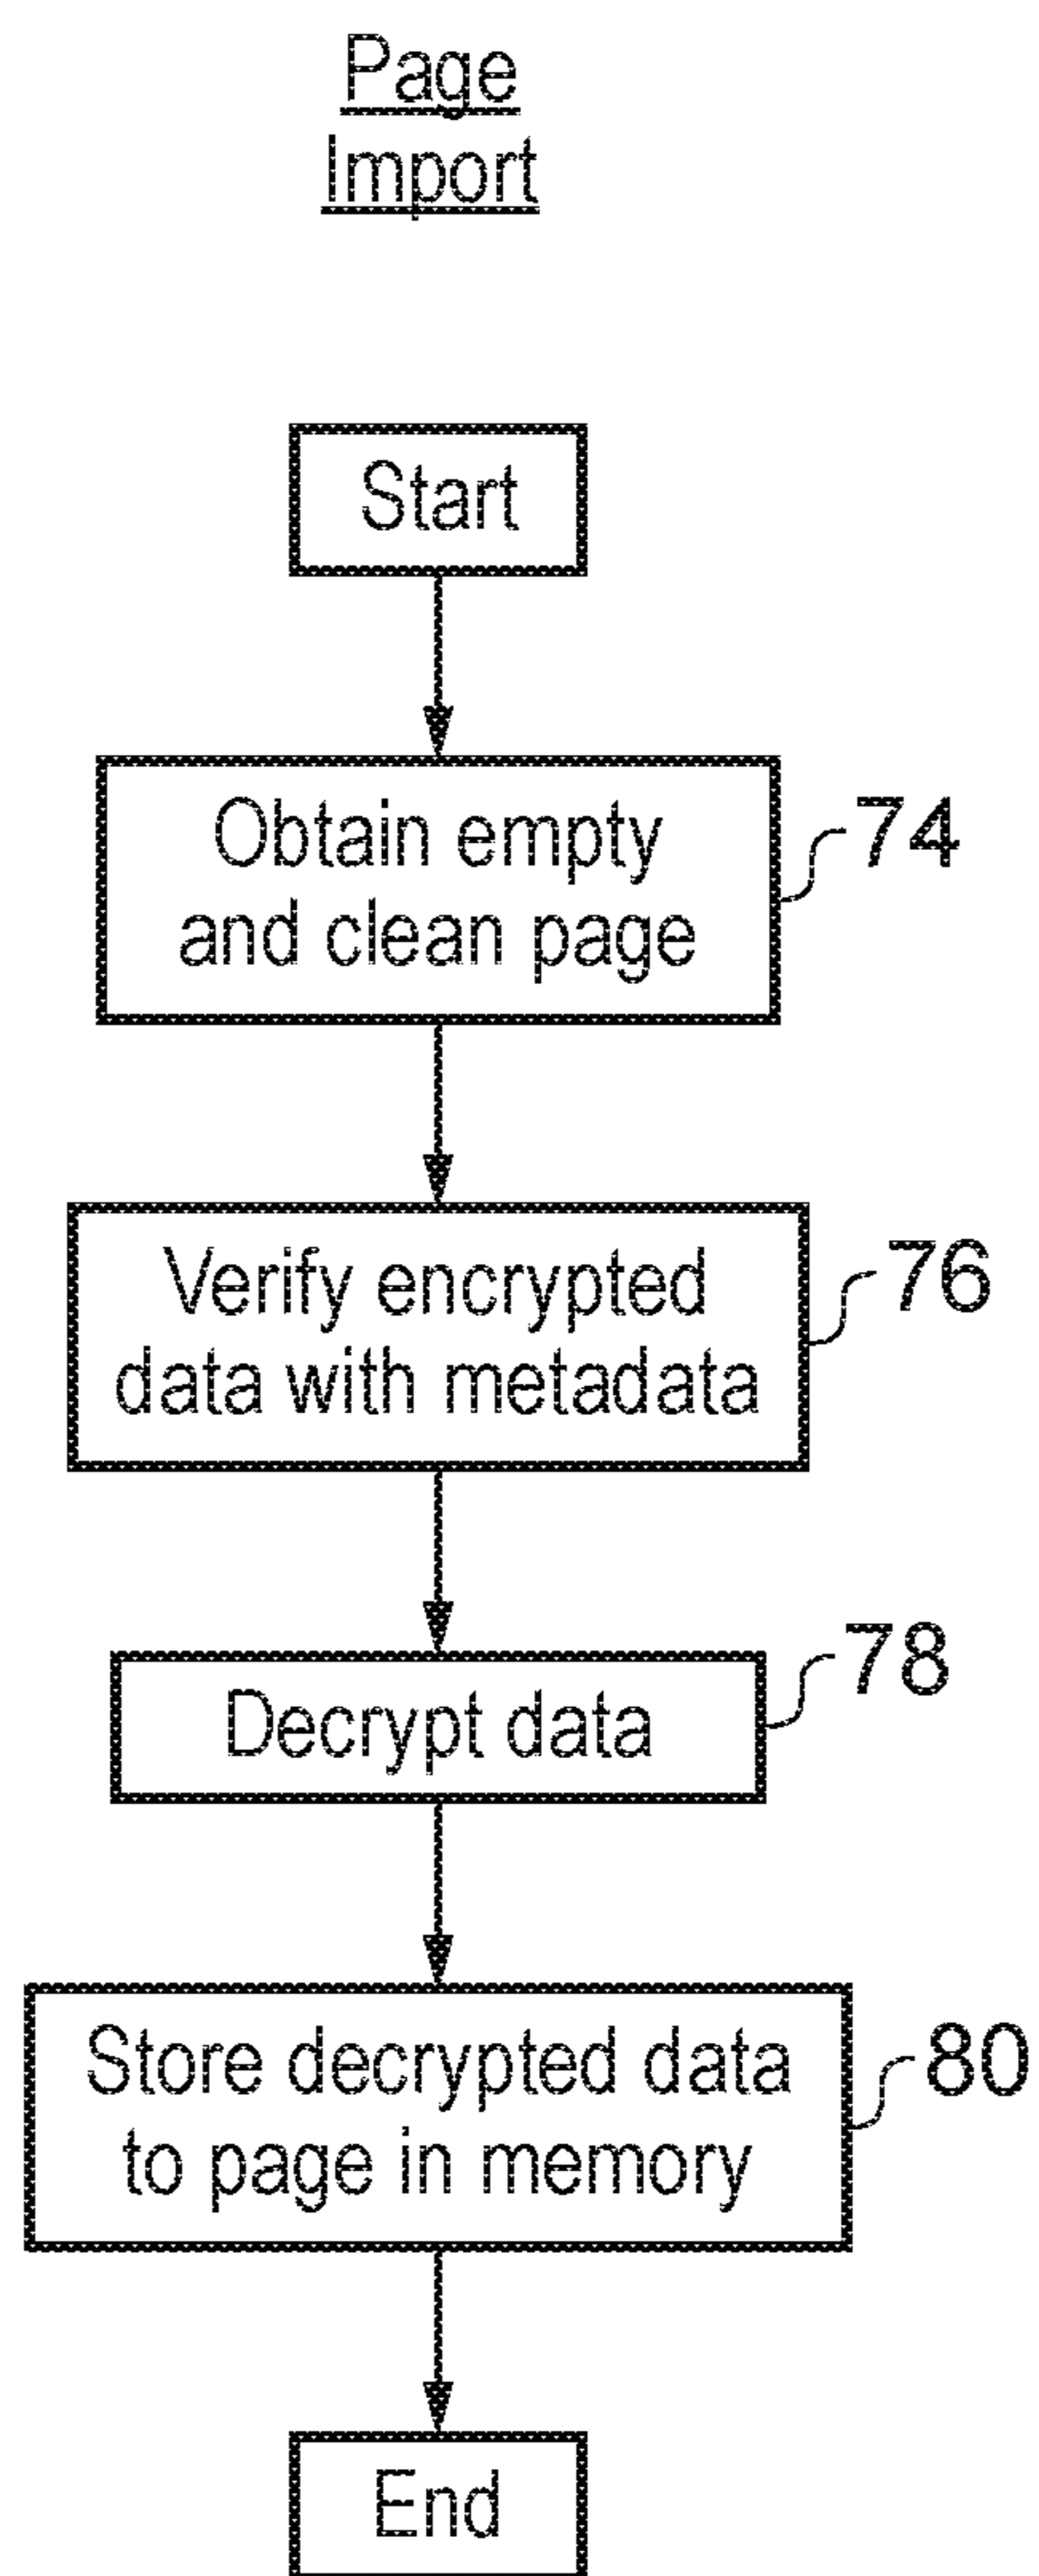 Page
Import
Start
Obtain empty
and clean page
74
Verify encrypted
data with metadata
76
Decrypt data
78
Store decrypted data
to page in memory
80
End